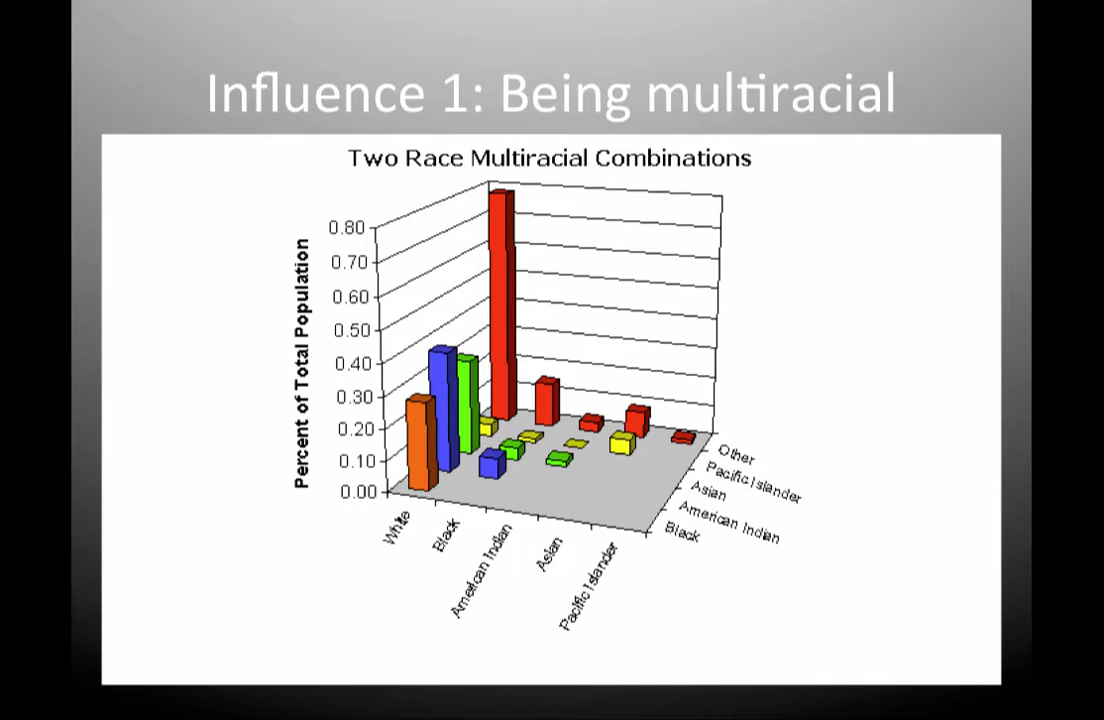 Influence 1: Being multiracial
Two Race Multiracial Combinations
Percent of Total Population
0.80
0.70
0.60
0.50
0.40
0.30
0.20
0.10
0.00
White
Black
American Indian
Asian
Pacific Islander
Other
Pacific Islander
Asian
American Indian
Black